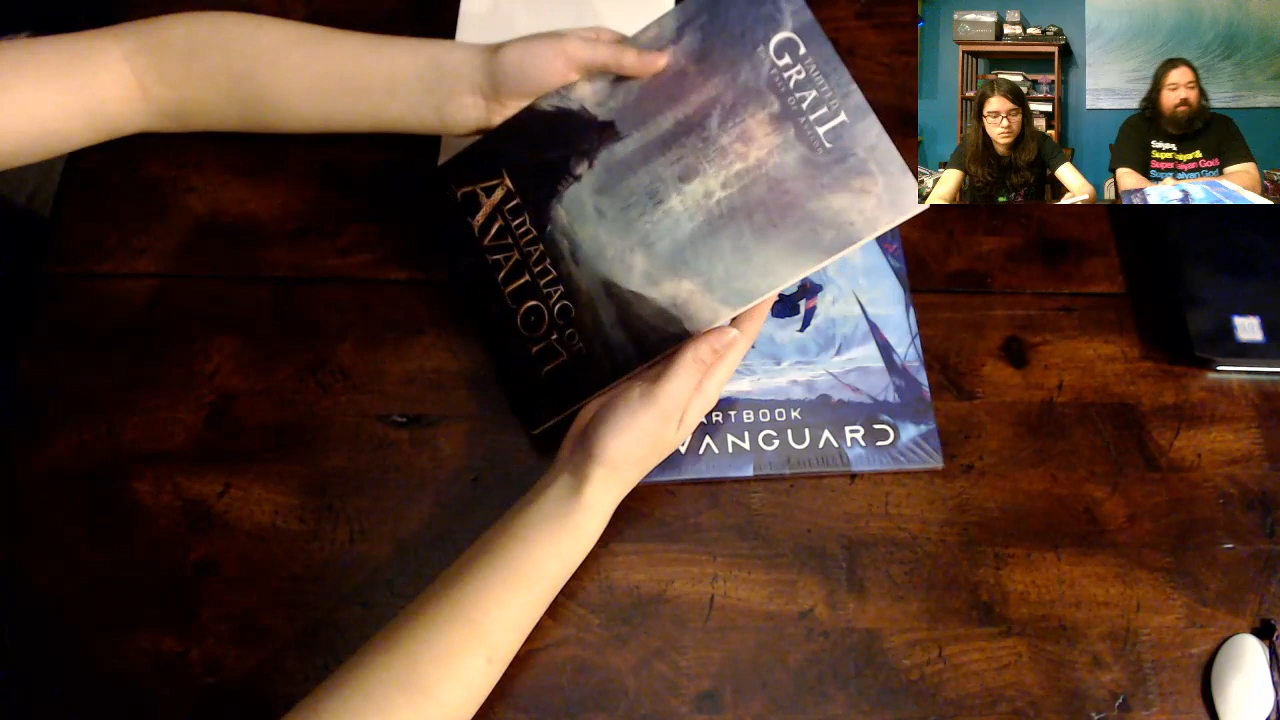 TAINTED
GRAIL
THE FALL OF AVALON
ALMANAC OF
AVALON
ARTBOOK
VANGUARD
Saiyan,
Super Saiyan &
Super Saiyan God
Super Saiyan God